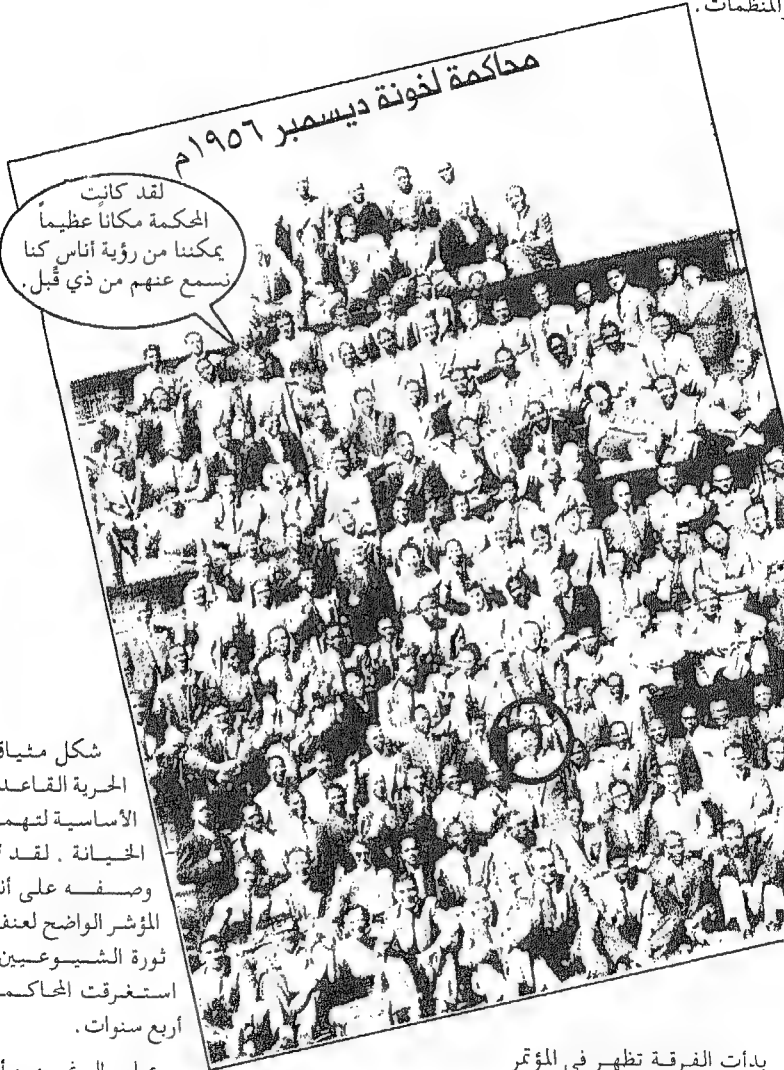 المنظمات.
محاكمة لخونة ديسمبر ١٩٥٦م
لقد كانت
المحكمة مكاناً عظيماً
يمكننا من رؤية أناس كنا
نسمع عنهم من ذي قَبل.
شكل مثياق
الحرية القاعد
الأساسية لتهم
الخيانة . لقد
وصفه على أن
المؤشر الواضح لعنف
ثورة الشيوعيين
استغرقت المحاكم
أربع سنوات.
بدأت الفرقة تظهر في المؤتمر